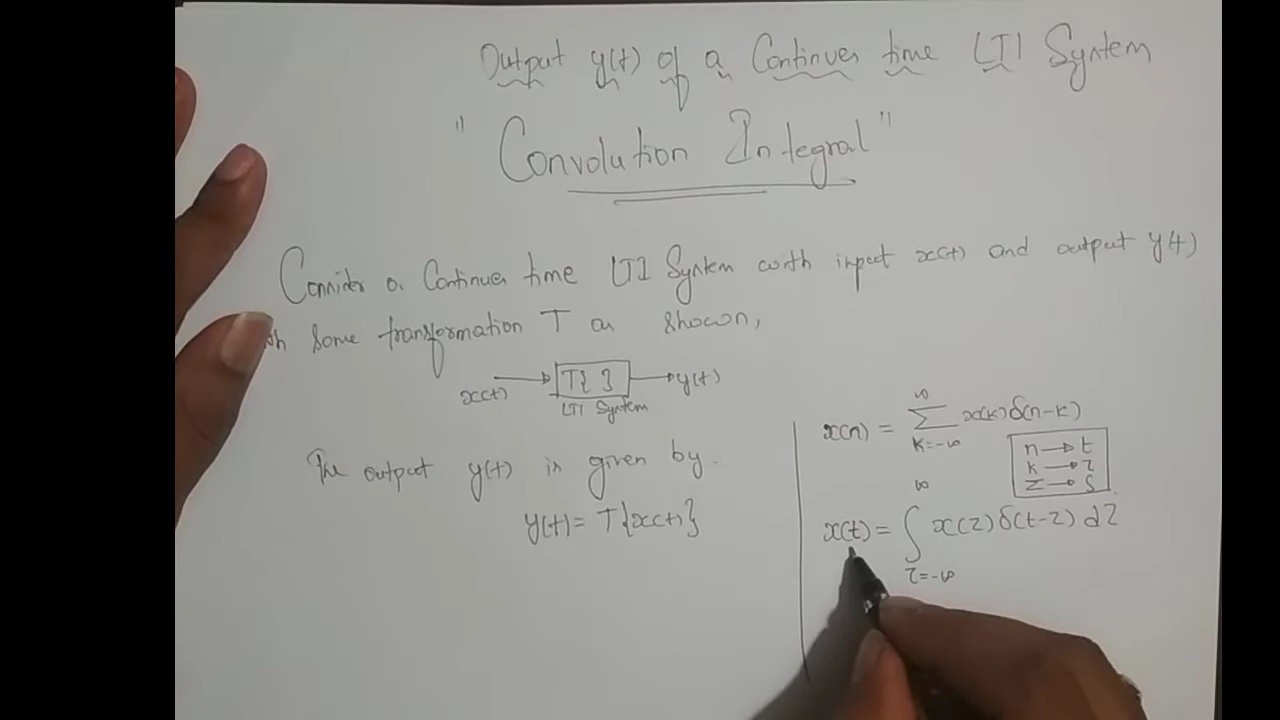 Output y(t) of a Continues time LTI System
"Convolution Integral"
Consider a Continues time LTI System with input x(t) and output y(t)
Some transformation T as shown,
x(t) → T{ } → y(t)
LTI System
The output y(t) is given by
y(t) = T{x(t)}
x(n) = ∑ x(k) δ(n-k)
∞
k=-∞
n → t
k → τ
Σ → ∫
∞
x(t) = ∫ x(τ) δ(t-τ) dτ
τ=-∞